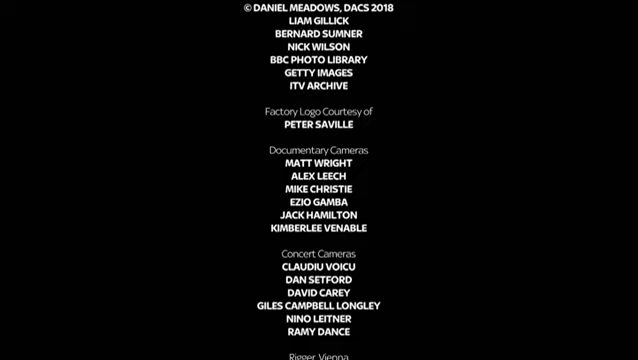 © DANIEL MEADOWS, DACS 2018
LIAM GILLICK
BERNARD SUMNER
NICK WILSON
BBC PHOTO LIBRARY
GETTY IMAGES
ITV ARCHIVE
Factory Logo Courtesy of
PETER SAVILLE
Documentary Cameras
MATT WRIGHT
ALEX LEECH
MIKE CHRISTIE
EZIO GAMBA
JACK HAMILTON
KIMBERLEE VENABLE
Concert Cameras
CLAUDIU VOICU
DAN SETFORD
DAVID CAREY
GILES CAMPBELL LONGLEY
NINO LEITNER
RAMY DANCE
Rigger, Vienna